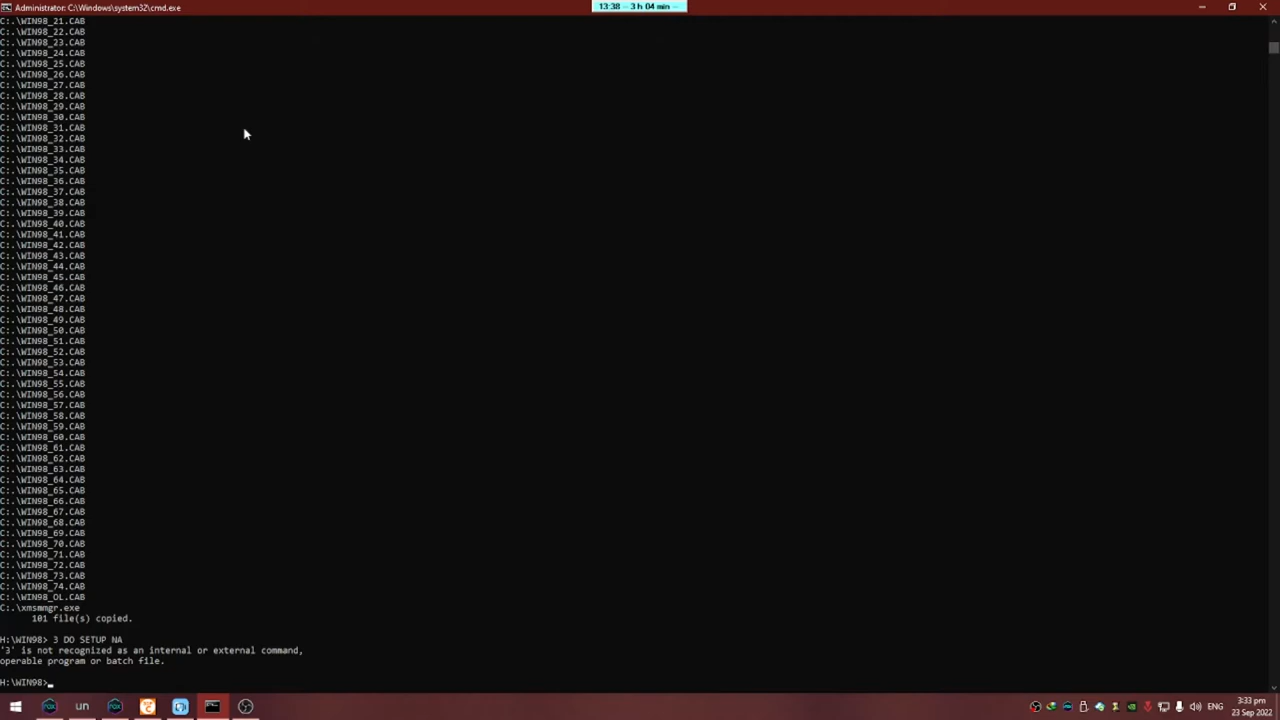 Administrator: C:\Windows\system32\cmd.exe
13:38 -- 3 h 04 min --
C:.\WIN98_21.CAB
C:.\WIN98_22.CAB
C:.\WIN98_23.CAB
C:.\WIN98_24.CAB
C:.\WIN98_25.CAB
C:.\WIN98_26.CAB
C:.\WIN98_27.CAB
C:.\WIN98_28.CAB
C:.\WIN98_29.CAB
C:.\WIN98_30.CAB
C:.\WIN98_31.CAB
C:.\WIN98_32.CAB
C:.\WIN98_33.CAB
C:.\WIN98_34.CAB
C:.\WIN98_35.CAB
C:.\WIN98_36.CAB
C:.\WIN98_37.CAB
C:.\WIN98_38.CAB
C:.\WIN98_39.CAB
C:.\WIN98_40.CAB
C:.\WIN98_41.CAB
C:.\WIN98_42.CAB
C:.\WIN98_43.CAB
C:.\WIN98_44.CAB
C:.\WIN98_45.CAB
C:.\WIN98_46.CAB
C:.\WIN98_47.CAB
C:.\WIN98_48.CAB
C:.\WIN98_49.CAB
C:.\WIN98_50.CAB
C:.\WIN98_51.CAB
C:.\WIN98_52.CAB
C:.\WIN98_53.CAB
C:.\WIN98_54.CAB
C:.\WIN98_55.CAB
C:.\WIN98_56.CAB
C:.\WIN98_57.CAB
C:.\WIN98_58.CAB
C:.\WIN98_59.CAB
C:.\WIN98_60.CAB
C:.\WIN98_61.CAB
C:.\WIN98_62.CAB
C:.\WIN98_63.CAB
C:.\WIN98_64.CAB
C:.\WIN98_65.CAB
C:.\WIN98_66.CAB
C:.\WIN98_67.CAB
C:.\WIN98_68.CAB
C:.\WIN98_69.CAB
C:.\WIN98_70.CAB
C:.\WIN98_71.CAB
C:.\WIN98_72.CAB
C:.\WIN98_73.CAB
C:.\WIN98_74.CAB
C:.\WIN98_OL.CAB
C:.\xmsmmgr.exe
101 file(s) copied.
H:\WIN98> 3 DO SETUP NA
'3' is not recognized as an internal or external command,
operable program or batch file.
H:\WIN98>_
un
ENG
3:33 pm
23 Sep 2022